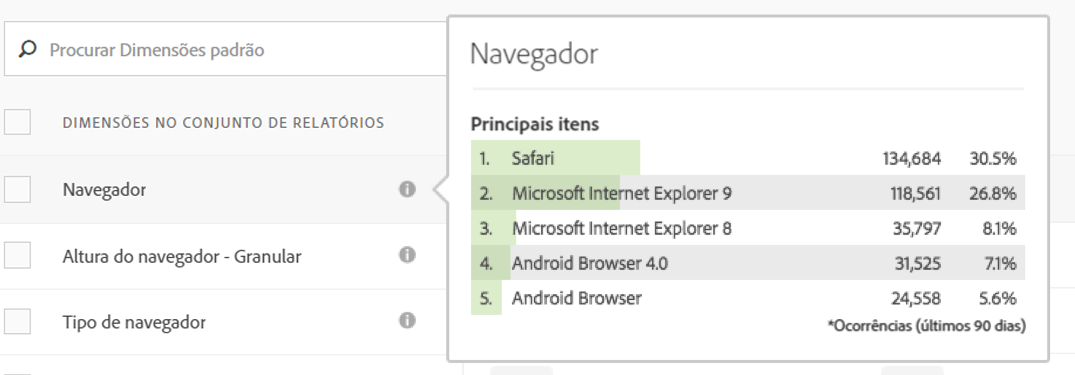 Procurar Dimensões padrão
DIMENSÕES NO CONJUNTO DE RELATÓRIOS
Navegador
Altura do navegador - Granular
Tipo de navegador
Navegador
Principais itens
1. Safari 134,684 30.5%
2. Microsoft Internet Explorer 9 118,561 26.8%
3. Microsoft Internet Explorer 8 35,797 8.1%
4. Android Browser 4.0 31,525 7.1%
5. Android Browser 24,558 5.6%
*Ocorrências (últimos 90 dias)